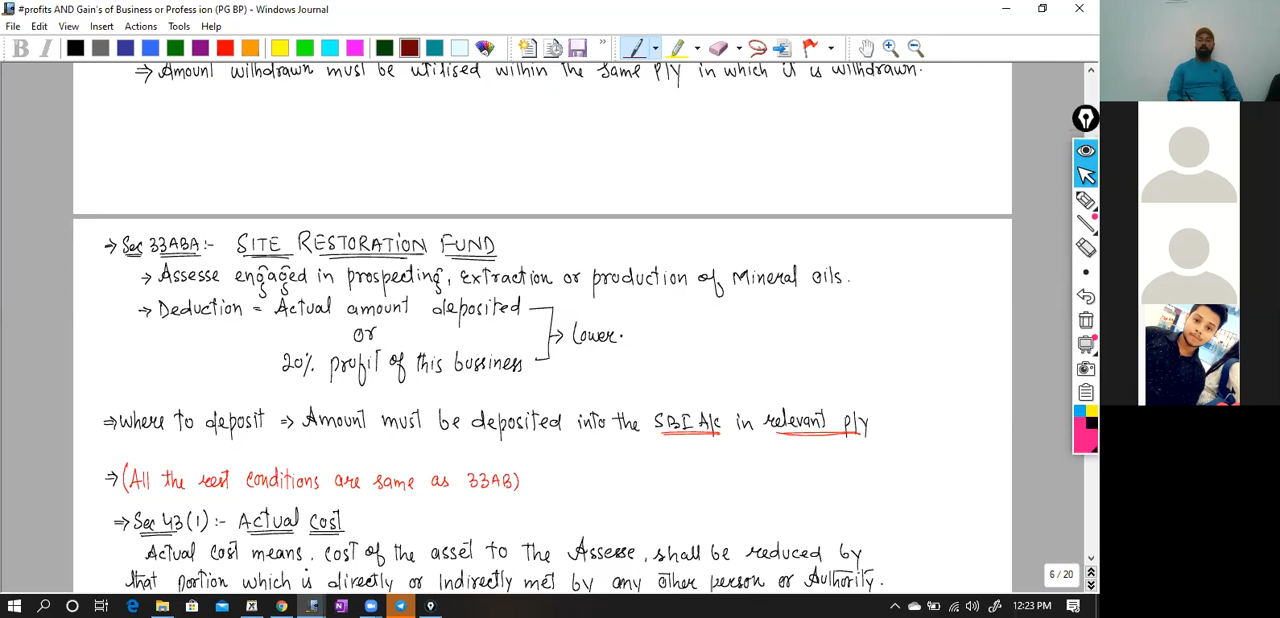 #profits AND Gain's of Business or Profess ion (PG BP) - Windows Journal
File Edit View Insert Actions Tools Help
B I
⇒ Amount withdrawn must be utilised within the same P/Y in which it is withdrawn.
→ Sec 33ABA:- SITE RESTORATION FUND
→ Assesse engaged in prospecting, extraction or production of Mineral oils.
→ Deduction = Actual amount deposited
or
→ Lower.
20% profit of this bussiness
⇒ Where to deposit ⇒ Amount must be deposited into the SBI A/c in relevant P/Y
⇒ (All the rest conditions are same as 33AB)
⇒ Sec 43(1):- Actual Cost
Actual cost means, cost of the asset to the Assesse, shall be reduced by
that portion which is directly or indirectly met by any other person or Authority.
6 / 20
12:23 PM